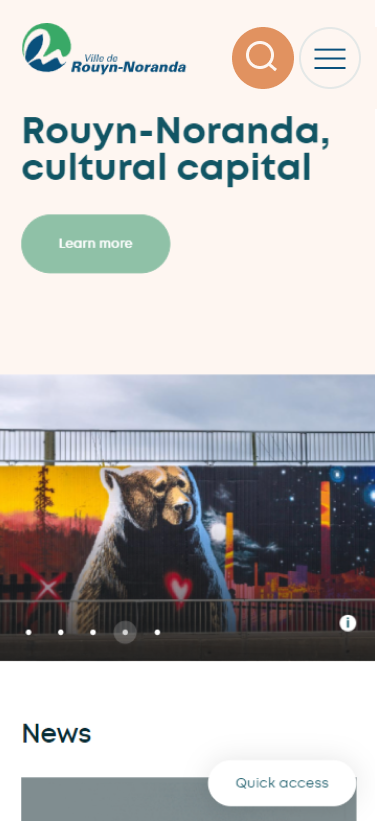 Ville de
Rouyn-Noranda
Rouyn-Noranda,
cultural capital
Learn more
i
News
Quick access